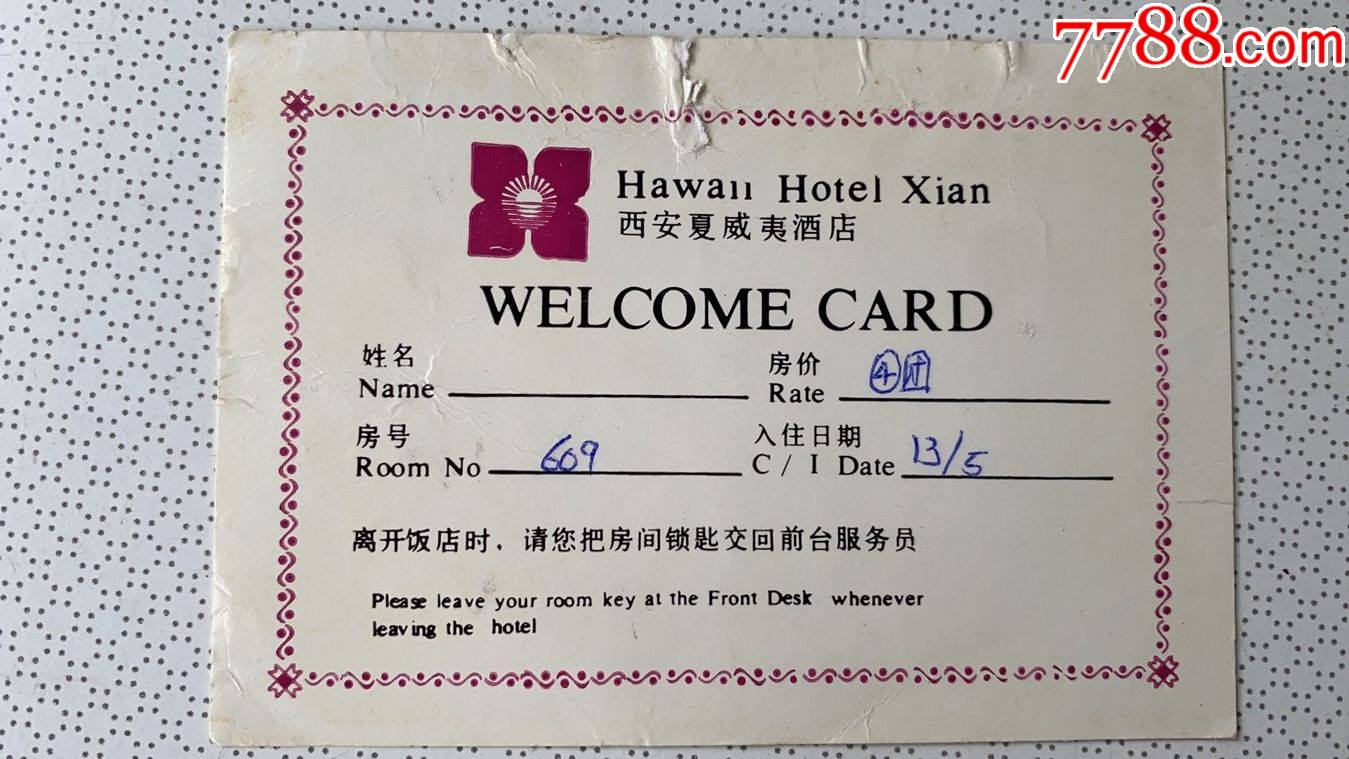 7788.com
Hawaii Hotel Xian
西安夏威夷酒店
WELCOME CARD
姓名
Name
房价
Rate ④团
房号
Room No 609
入住日期
C / I Date 13/5
离开饭店时，请您把房间锁匙交回前台服务员
Please leave your room key at the Front Desk whenever
leaving the hotel